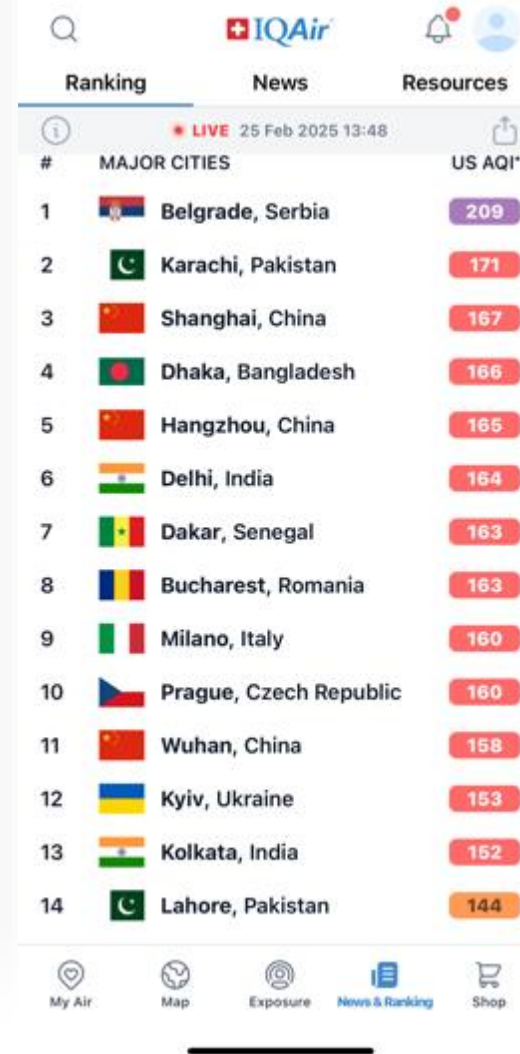 IQAir
Ranking News Resources
LIVE 25 Feb 2025 13:48
# MAJOR CITIES US AQI*
1 Belgrade, Serbia 209
2 Karachi, Pakistan 171
3 Shanghai, China 167
4 Dhaka, Bangladesh 166
5 Hangzhou, China 165
6 Delhi, India 164
7 Dakar, Senegal 163
8 Bucharest, Romania 163
9 Milano, Italy 160
10 Prague, Czech Republic 160
11 Wuhan, China 158
12 Kyiv, Ukraine 153
13 Kolkata, India 152
14 Lahore, Pakistan 144
My Air Map Exposure News & Ranking Shop